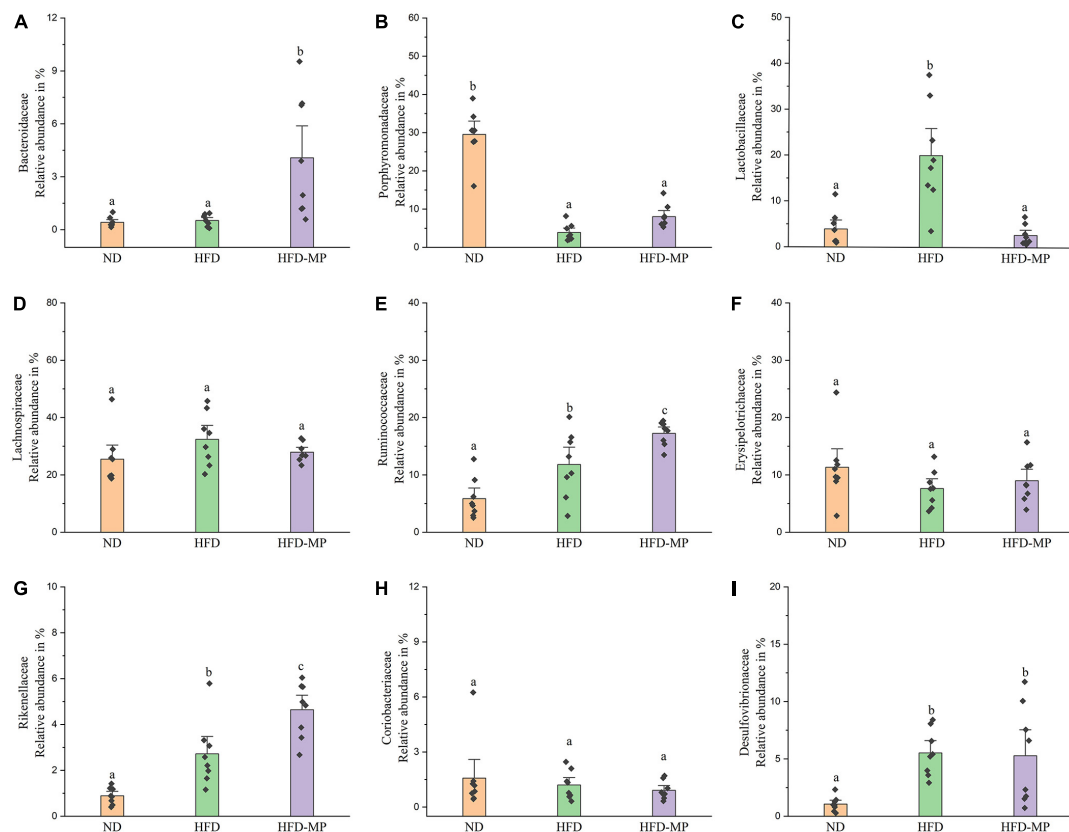 A
Bacteroidaceae
Relative abundance in %
12
9
6
3
0
a
a
b
ND
HFD
HFD-MP
B
Porphyromonadaceae
Relative abundance in %
60
50
40
30
20
10
0
b
a
a
ND
HFD
HFD-MP
C
Lactobacillaceae
Relative abundance in %
50
40
30
20
10
0
a
b
a
ND
HFD
HFD-MP
D
Lachnospiraceae
Relative abundance in %
80
60
40
20
0
a
a
a
ND
HFD
HFD-MP
E
Ruminococcaceae
Relative abundance in %
40
30
20
10
0
a
b
c
ND
HFD
HFD-MP
F
Erysipelotrichaceae
Relative abundance in %
40
30
20
10
0
a
a
a
ND
HFD
HFD-MP
G
Rikenellaceae
Relative abundance in %
10
8
6
4
2
0
a
b
c
ND
HFD
HFD-MP
H
Coriobacteriaceae
Relative abundance in %
12
9
6
3
0
a
a
a
ND
HFD
HFD-MP
I
Desulfovibrionaceae
Relative abundance in %
20
15
10
5
0
a
b
b
ND
HFD
HFD-MP